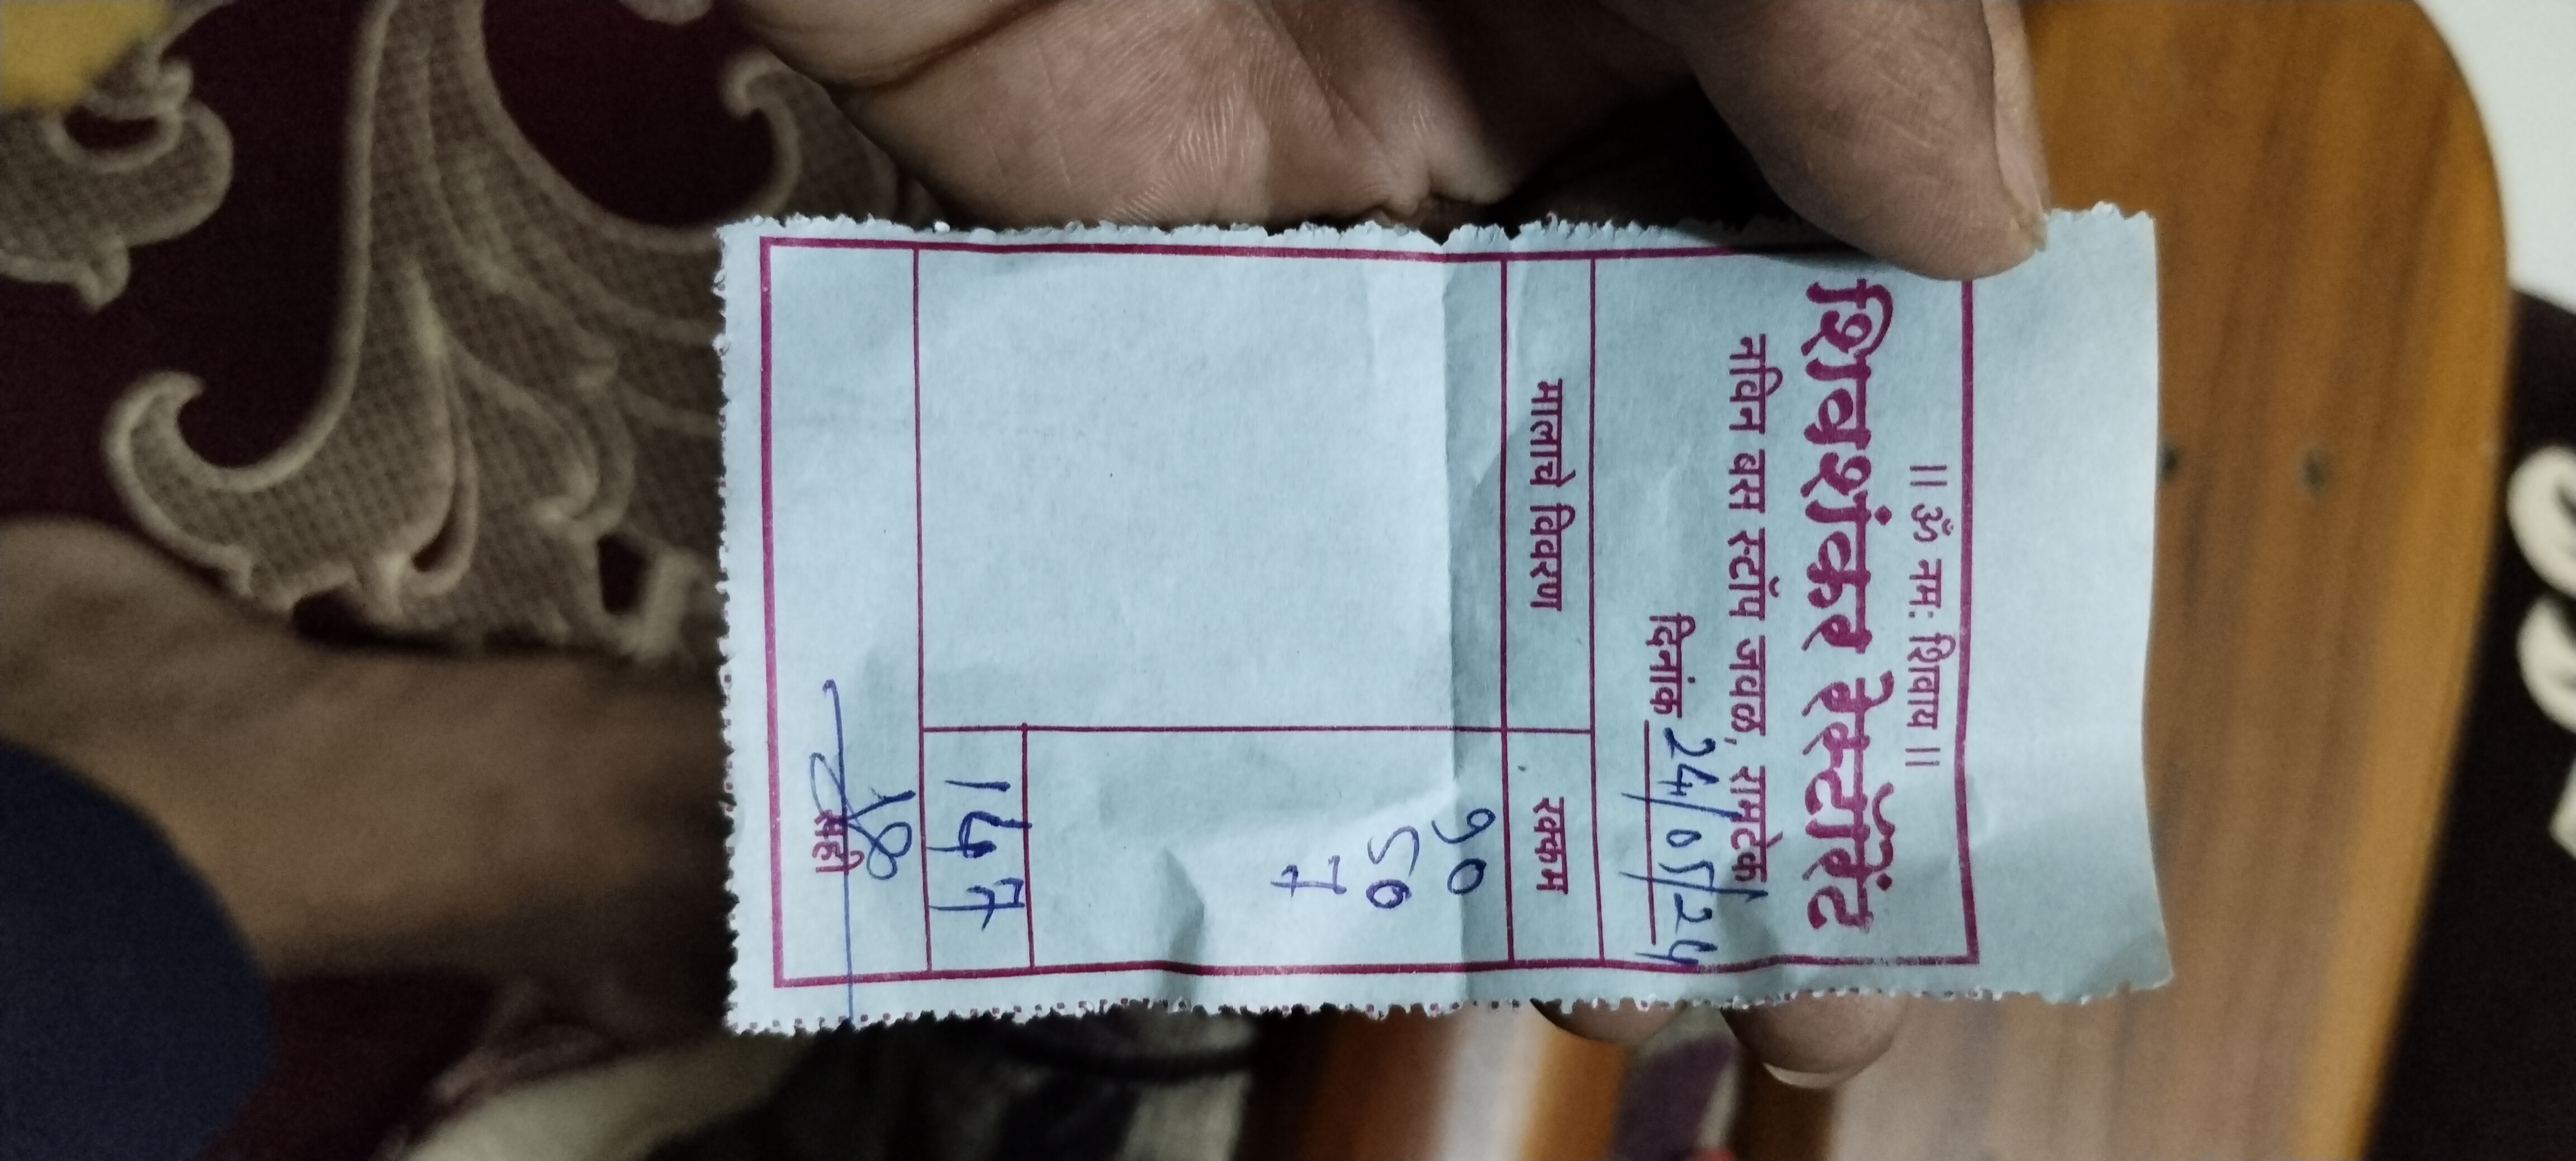 ॥ ॐ नमः शिवाय ॥
शिवशंकर रेस्टॉरेंट
नविन बस स्टॉप जवळ, रामटेक
दिनांक 24/05/24
मालाचे विवरण रक्कम
90
50
7
147
सही